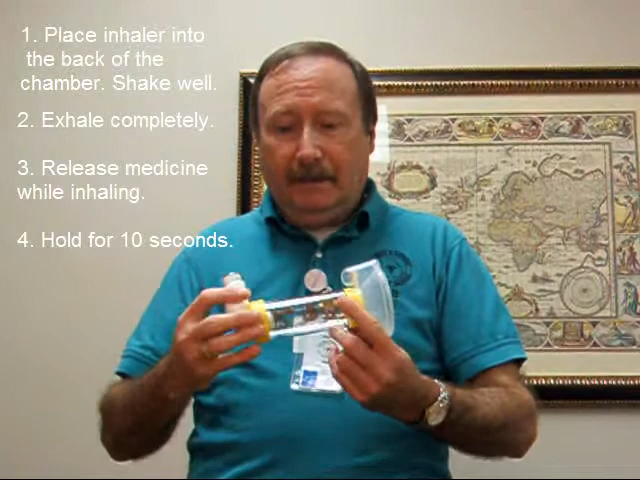 1. Place inhaler into
the back of the
chamber. Shake well.
2. Exhale completely.
3. Release medicine
while inhaling.
4. Hold for 10 seconds.